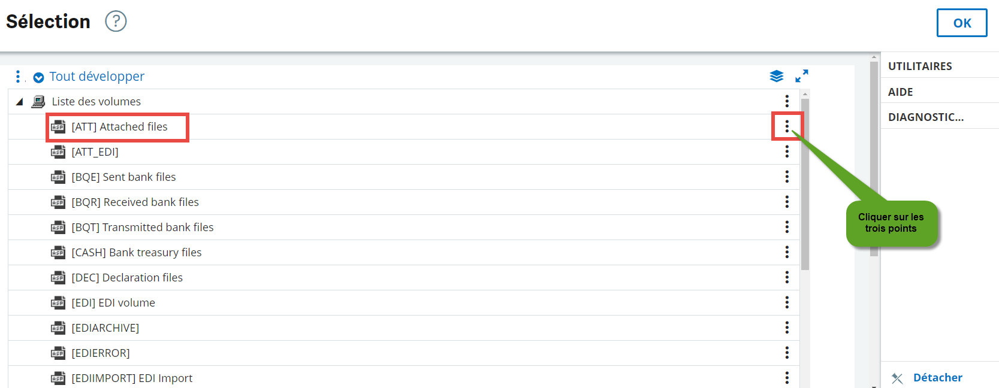 Sélection ?
OK
Tout développer
Liste des volumes
[ATT] Attached files
[ATT_EDI]
[BQE] Sent bank files
[BQR] Received bank files
[BQT] Transmitted bank files
[CASH] Bank treasury files
[DEC] Declaration files
[EDI] EDI volume
[EDIARCHIVE]
[EDIERROR]
[EDIIMPORT] EDI Import
Cliquer sur les
trois points
UTILITAIRES
AIDE
DIAGNOSTIC...
Détacher